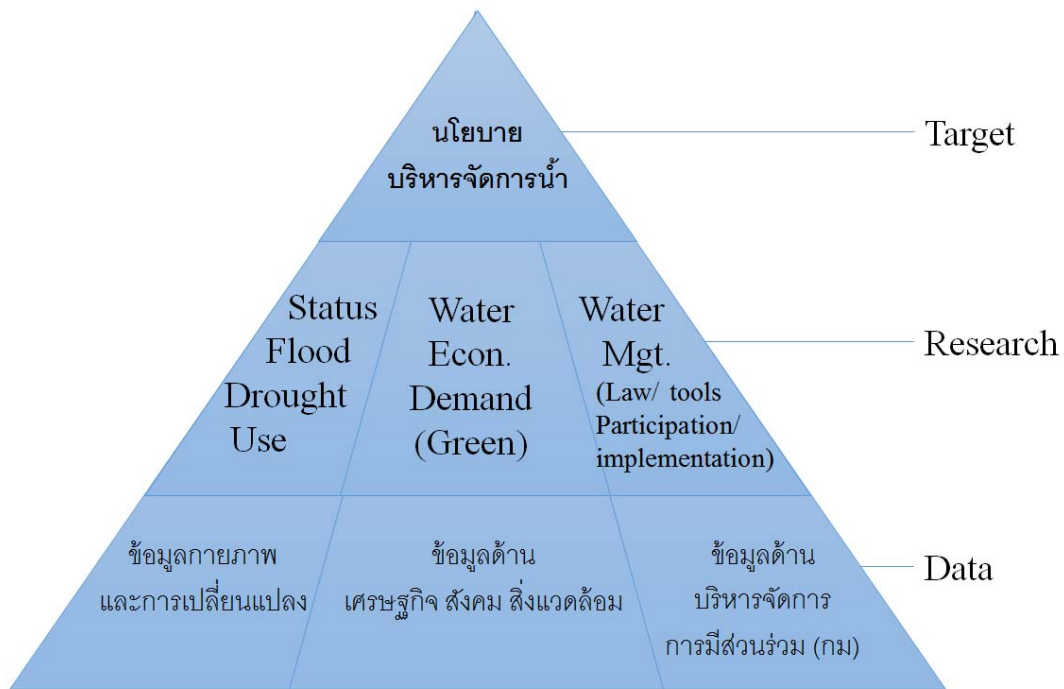 นโยบาย
บริหารจัดการน้ำ
Target
Status
Flood
Drought
Use
Water
Econ.
Demand
(Green)
Water
Mgt.
(Law/ tools
Participation/
implementation)
Research
ข้อมูลกายภาพ
และการเปลี่ยนแปลง
ข้อมูลด้าน
เศรษฐกิจ สังคม สิ่งแวดล้อม
ข้อมูลด้าน
บริหารจัดการ
การมีส่วนร่วม (กม)
Data